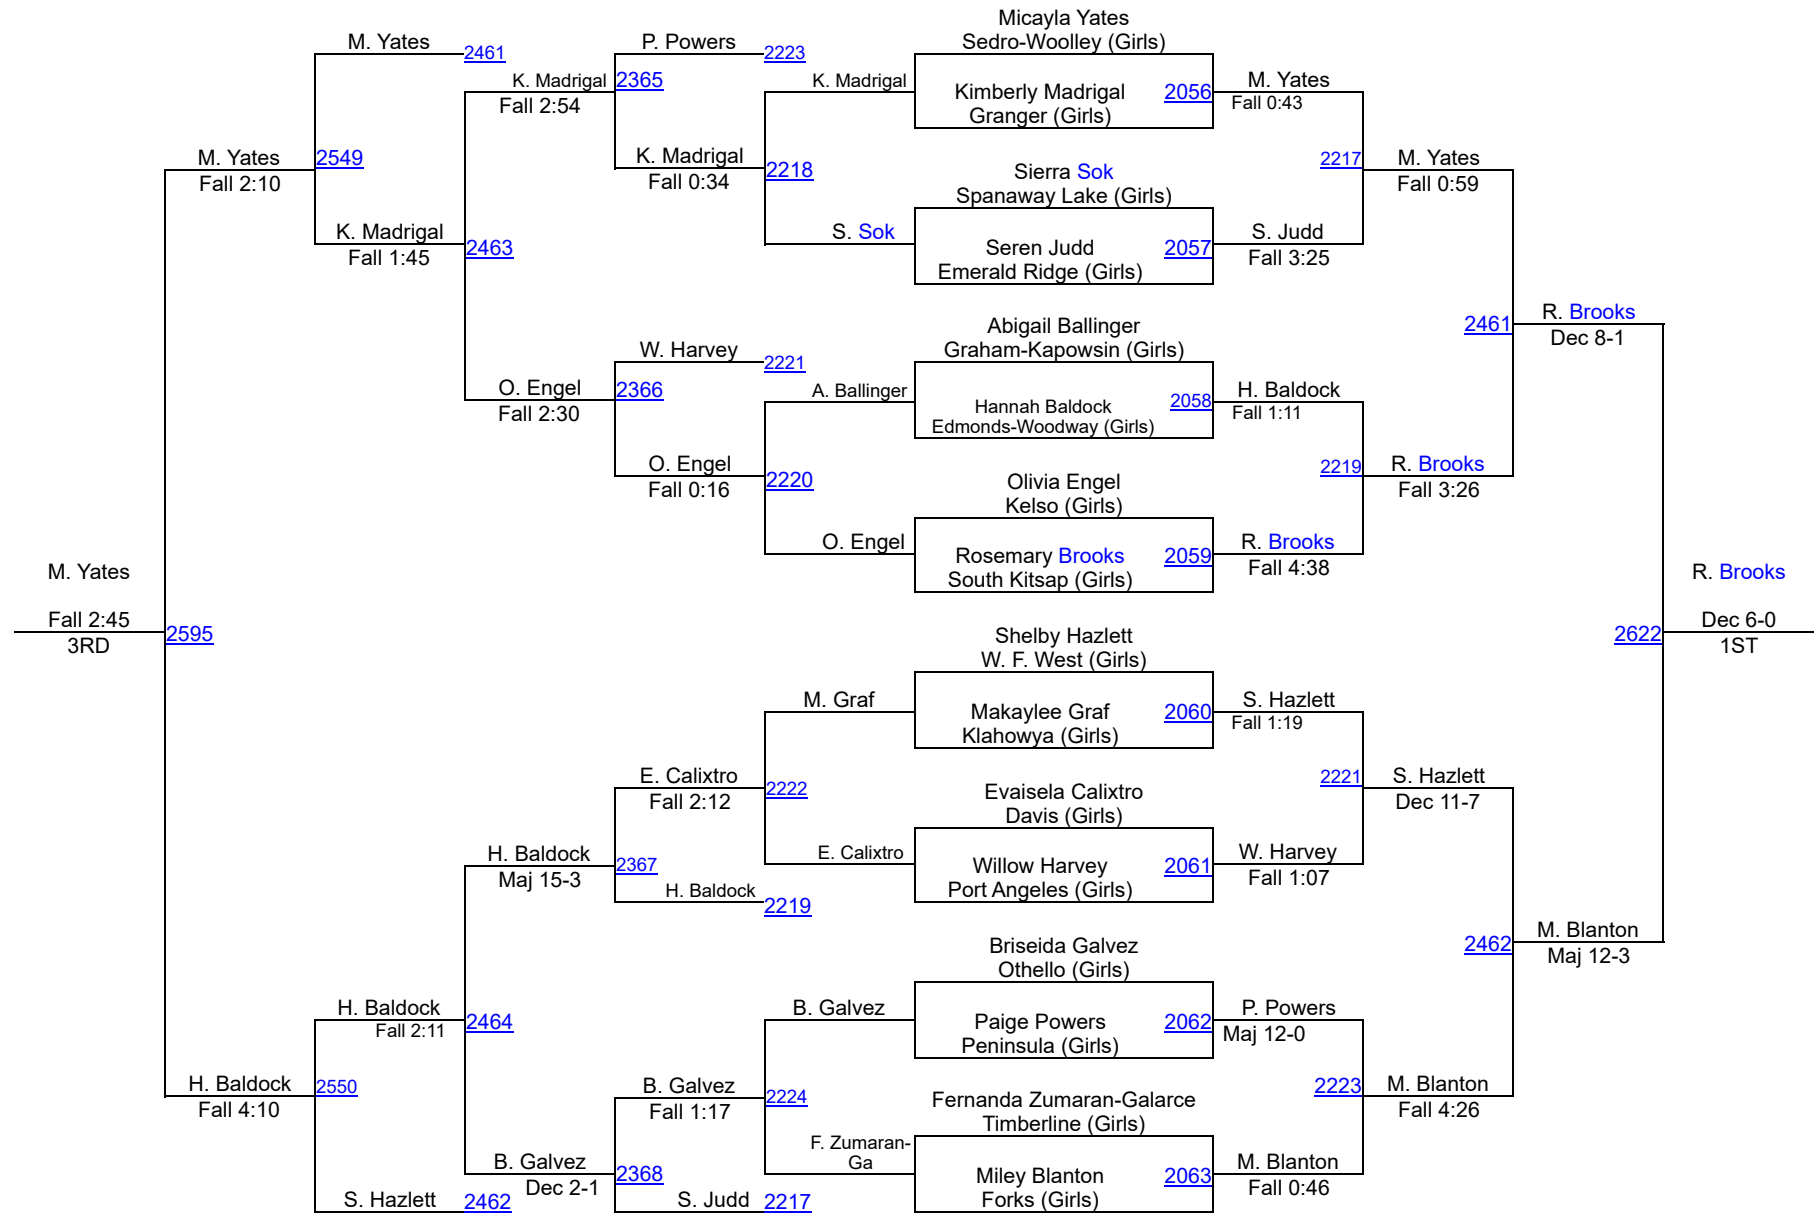 Micayla Yates
Sedro-Woolley (Girls)
M. Yates
2461
P. Powers
2223
K. Madrigal
2365
Fall 2:54
K. Madrigal
Kimberly Madrigal
2056
Granger (Girls)
M. Yates
Fall 0:43
M. Yates
2549
Fall 2:10
K. Madrigal
2218
Fall 0:34
Sierra Sok
Spanaway Lake (Girls)
2217
M. Yates
Fall 0:59
K. Madrigal
2463
Fall 1:45
S. Sok
Seren Judd
2057
Emerald Ridge (Girls)
S. Judd
Fall 3:25
Abigail Ballinger
Graham-Kapowsin (Girls)
2461
R. Brooks
Dec 8-1
W. Harvey
2221
O. Engel
2366
Fall 2:30
A. Ballinger
Hannah Baldock
2058
Edmonds-Woodway (Girls)
H. Baldock
Fall 1:11
O. Engel
2220
Fall 0:16
Olivia Engel
Kelso (Girls)
2219
R. Brooks
Fall 3:26
O. Engel
Rosemary Brooks
2059
South Kitsap (Girls)
R. Brooks
Fall 4:38
M. Yates
Fall 2:45
2595
3RD
R. Brooks
2622
Dec 6-0
1ST
Shelby Hazlett
W. F. West (Girls)
M. Graf
Makaylee Graf
2060
Klahowya (Girls)
S. Hazlett
Fall 1:19
E. Calixtro
2222
Fall 2:12
Evaisela Calixtro
Davis (Girls)
2221
S. Hazlett
Dec 11-7
H. Baldock
2367
Maj 15-3
H. Baldock
2219
E. Calixtro
Willow Harvey
2061
Port Angeles (Girls)
W. Harvey
Fall 1:07
Briseida Galvez
Othello (Girls)
2462
M. Blanton
Maj 12-3
H. Baldock
2464
Fall 2:11
B. Galvez
Paige Powers
2062
Peninsula (Girls)
P. Powers
Maj 12-0
H. Baldock
2550
Fall 4:10
B. Galvez
2224
Fall 1:17
Fernanda Zumaran-Galarce
Timberline (Girls)
2223
M. Blanton
Fall 4:26
F. Zumaran-
Ga
Miley Blanton
2063
Forks (Girls)
M. Blanton
Fall 0:46
B. Galvez
2368
Dec 2-1
S. Hazlett
2462
S. Judd
2217